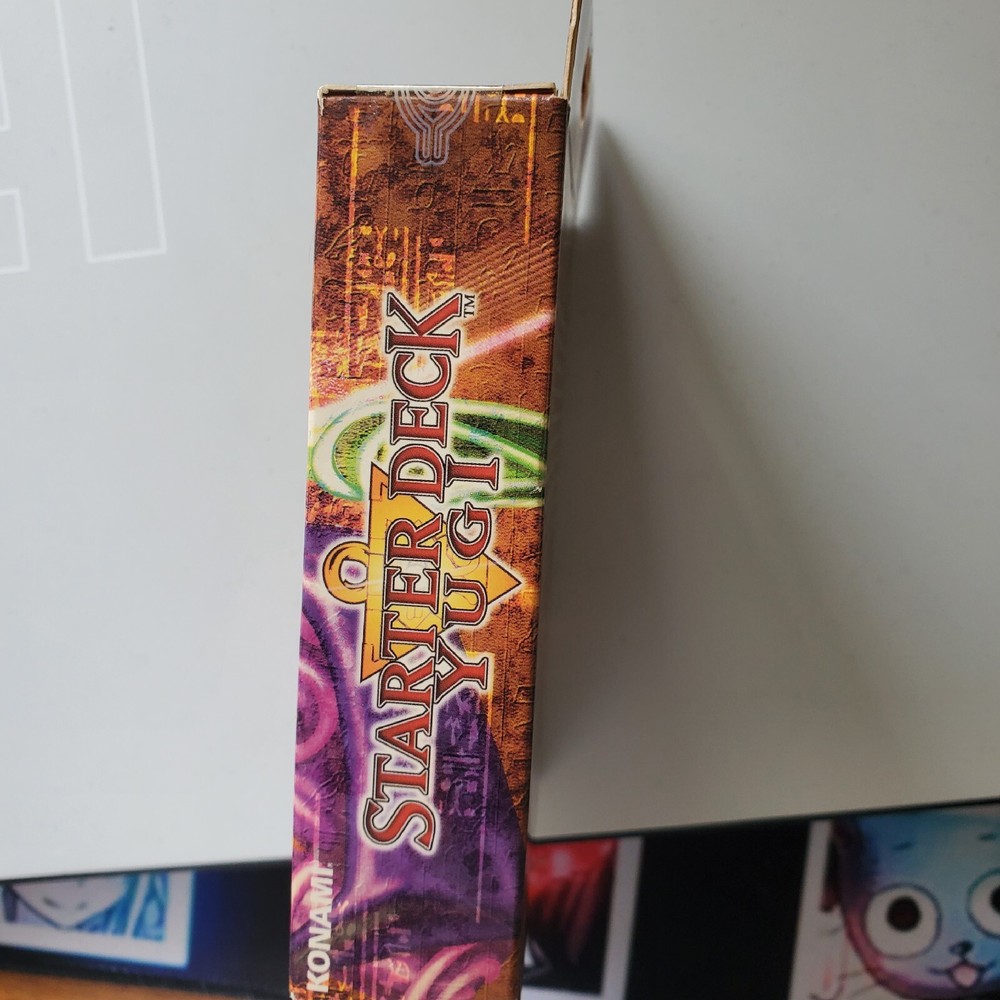 STARTER DECK™
YUGI
KONAMI